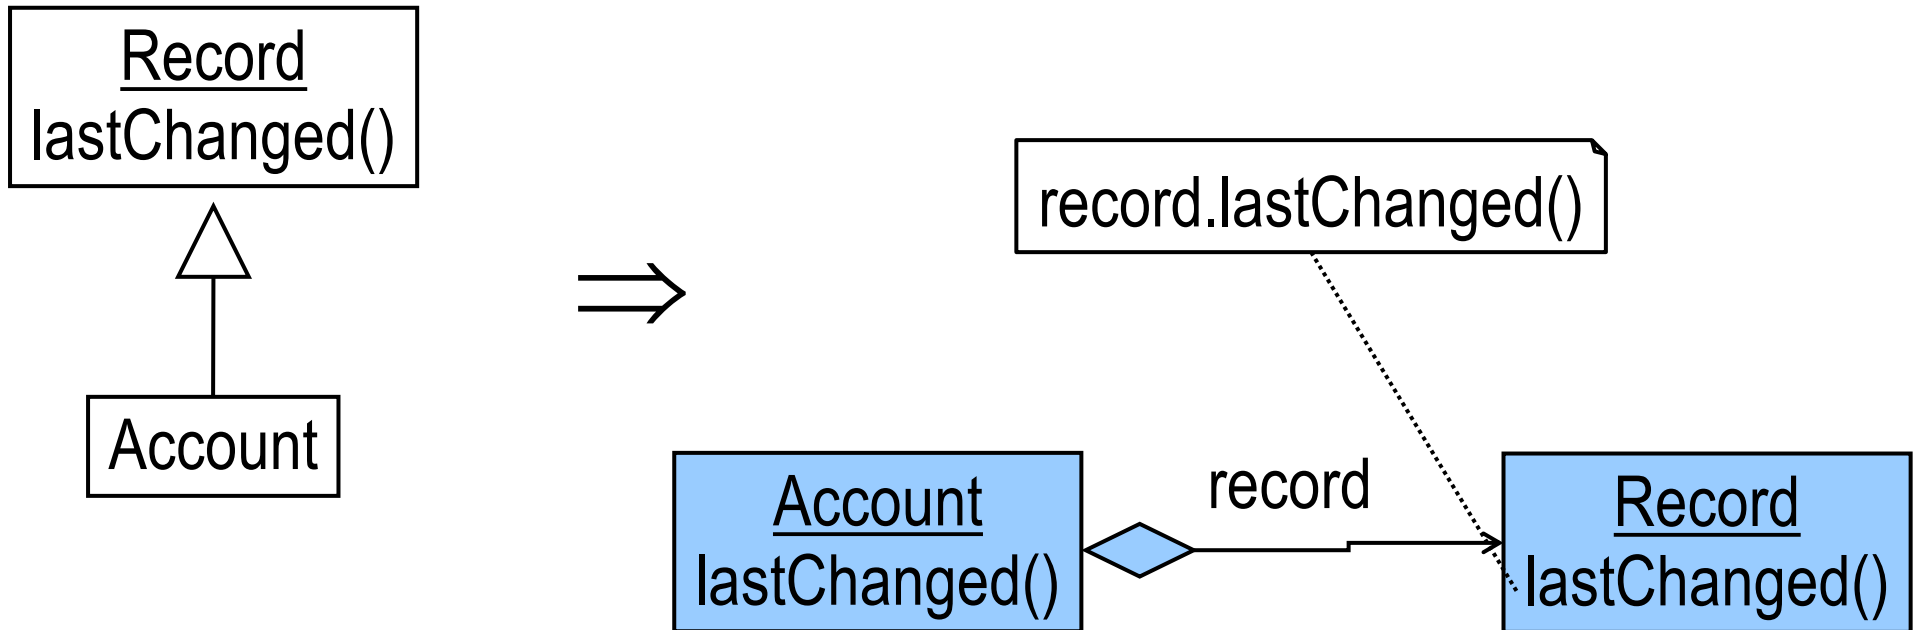 Record
lastChanged()
Account
record.lastChanged()
record
Account
lastChanged()
Record
lastChanged()